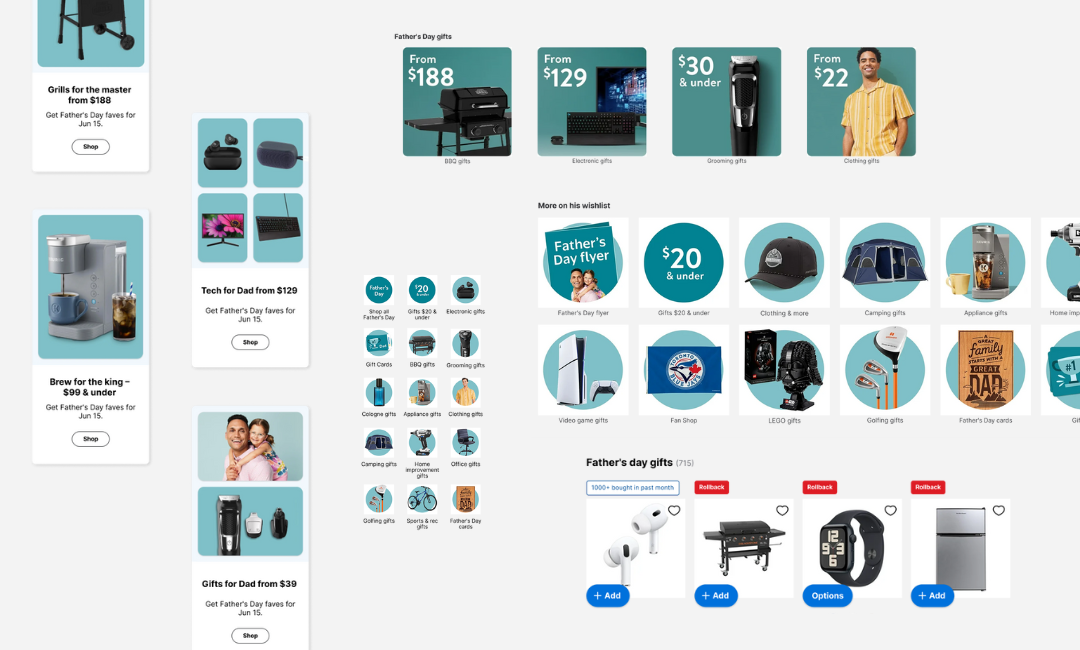 Grills for the master
from $188
Get Father's Day faves for
Jun 15.
Shop
Brew for the king –
$99 & under
Get Father's Day faves for
Jun 15.
Shop
Tech for Dad from $129
Get Father's Day faves for
Jun 15.
Shop
Gifts for Dad from $39
Get Father's Day faves for
Jun 15.
Shop
Father's
Day
$20
& under
Shop all
Father's Day
Gifts $20 &
under
Electronic gifts
Gift Cards
BBQ gifts
Grooming gifts
Cologne gifts
Appliance gifts
Clothing gifts
Camping gifts
Home
improvement
gifts
Office gifts
Golfing gifts
Sports & rec
gifts
Father's Day
cards
Father's Day gifts
From
$188
From
$129
$30
& under
From
$22
BBQ gifts
Electronic gifts
Grooming gifts
Clothing gifts
More on his wishlist
Father's
Day flyer
$20
& under
Father's Day flyer
Gifts $20 & under
Clothing & more
Camping gifts
Appliance gifts
Home imp
TORONTO
BLUE JAYS
A
GREAT
family
STARTS WITH A
GREAT
DAD
#1
Video game gifts
Fan Shop
LEGO gifts
Golfing gifts
Father's Day cards
Gif
Father's day gifts (715)
1000+ bought in past month
Rollback
Rollback
Rollback
12
9 3
6
+ Add
+ Add
Options
+ Add